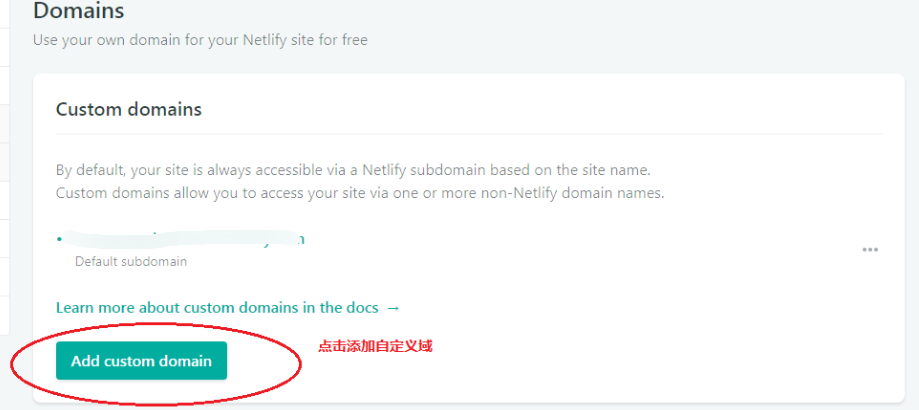 Domains
Use your own domain for your Netlify site for free
Custom domains
By default, your site is always accessible via a Netlify subdomain based on the site name.
Custom domains allow you to access your site via one or more non-Netlify domain names.
Default subdomain
Learn more about custom domains in the docs →
点击添加自定义域
Add custom domain